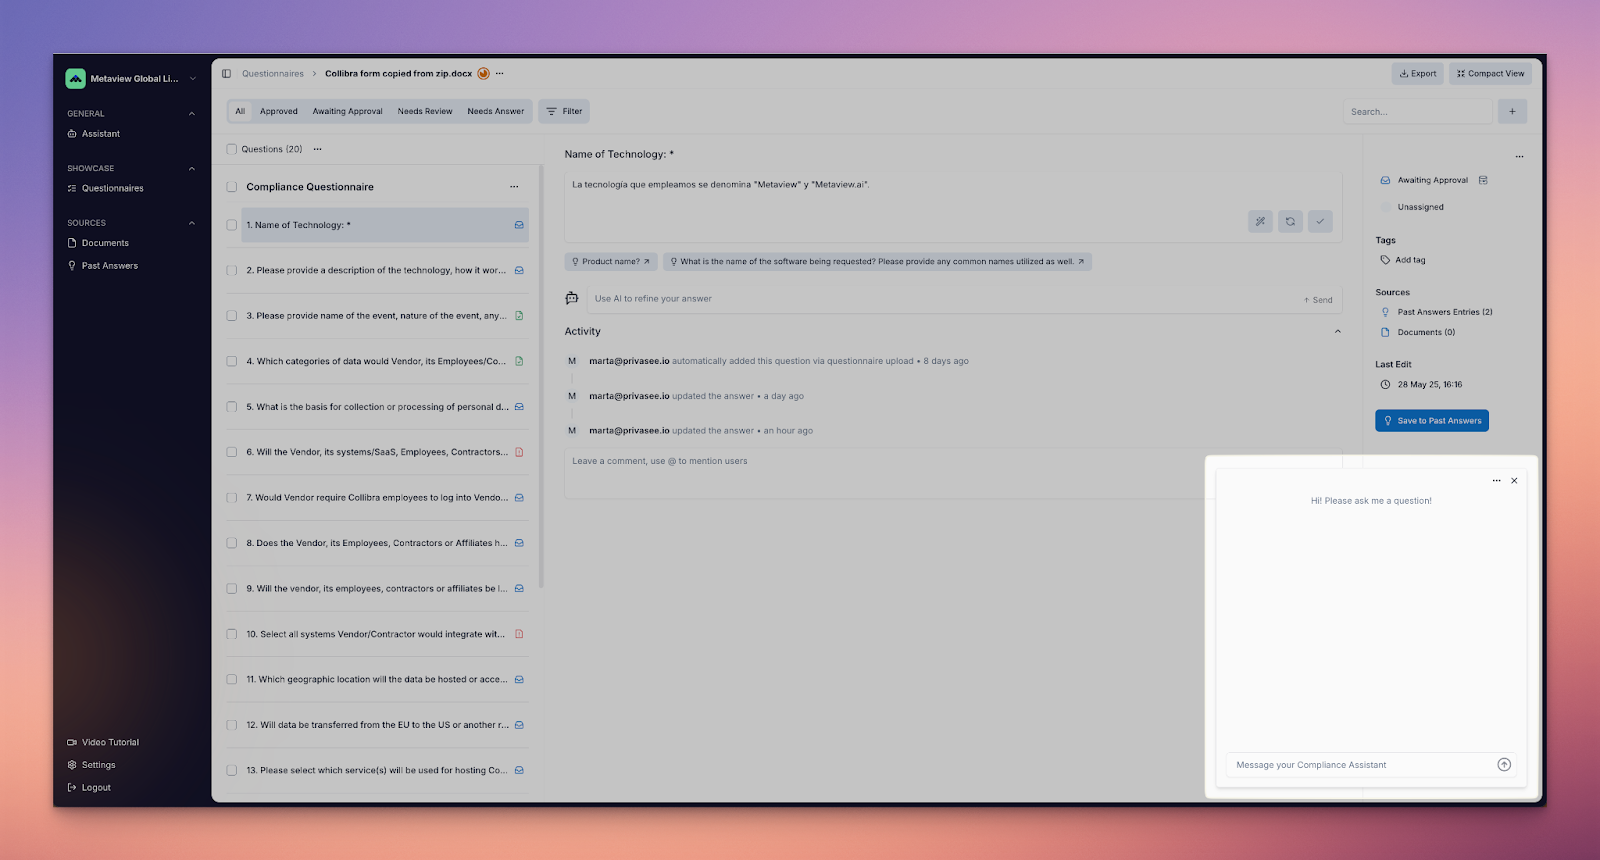 Metaview Global Li...
GENERAL
Assistant
SHOWCASE
Questionnaires
SOURCES
Documents
Past Answers
Video Tutorial
Settings
Logout
Questionnaires > Collibra form copied from zip.docx ...
Export
Compact View
All
Approved
Awaiting Approval
Needs Review
Needs Answer
Filter
Search...
+
Questions (20) ...
Compliance Questionnaire ...
1. Name of Technology: *
2. Please provide a description of the technology, how it wor...
3. Please provide name of the event, nature of the event, any...
4. Which categories of data would Vendor, its Employees/Co...
5. What is the basis for collection or processing of personal d...
6. Will the Vendor, its systems/SaaS, Employees, Contractors...
7. Would Vendor require Collibra employees to log into Vendo...
8. Does the Vendor, its Employees, Contractors or Affiliates h...
9. Will the vendor, its employees, contractors or affiliates be l...
10. Select all systems Vendor/Contractor would integrate wit...
11. Which geographic location will the data be hosted or acce...
12. Will data be transferred from the EU to the US or another r...
13. Please select which service(s) will be used for hosting Co...
Name of Technology: *
La tecnología que empleamos se denomina "Metaview" y "Metaview.ai".
Product name? ↗
What is the name of the software being requested? Please provide any common names utilized as well. ↗
Use AI to refine your answer
↑ Send
Activity
M marta@privasee.io automatically added this question via questionnaire upload • 8 days ago
M marta@privasee.io updated the answer • a day ago
M marta@privasee.io updated the answer • an hour ago
Leave a comment, use @ to mention users
...
Awaiting Approval
Unassigned
Tags
Add tag
Sources
Past Answers Entries (2)
Documents (0)
Last Edit
28 May 25, 16:16
Save to Past Answers
...
Hi! Please ask me a question!
Message your Compliance Assistant